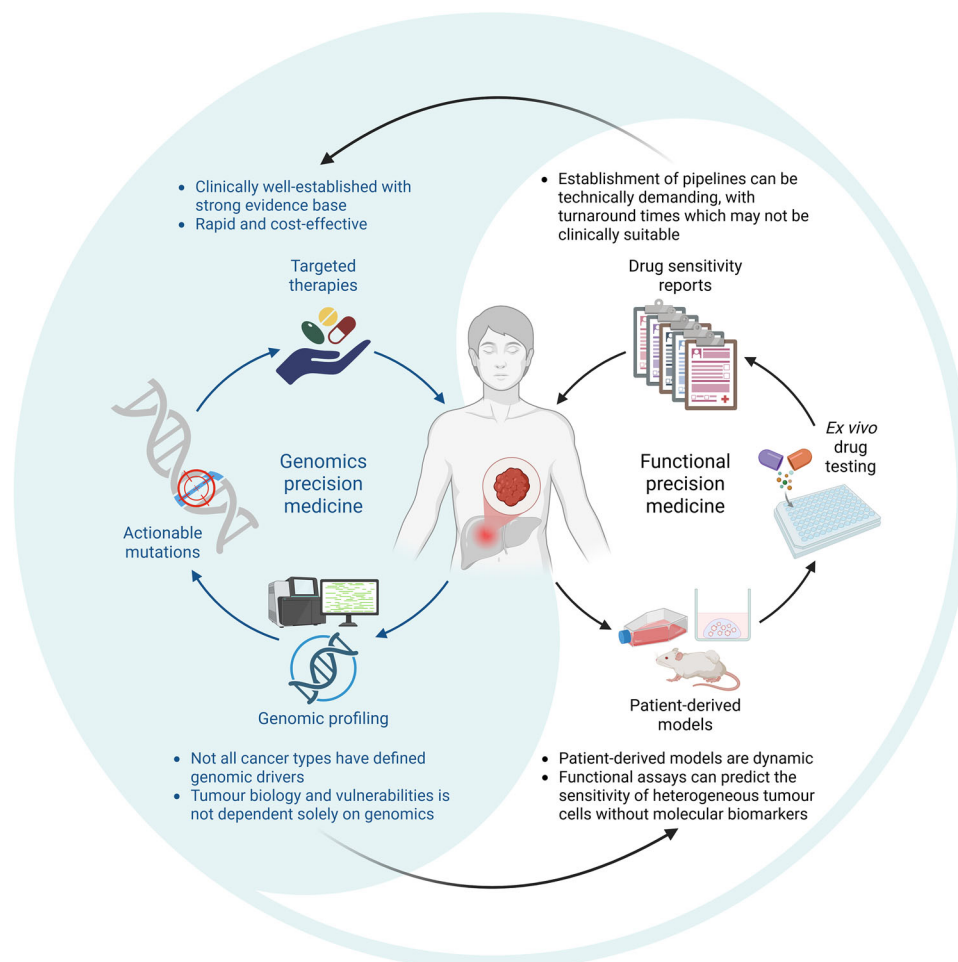 • Clinically well-established with
strong evidence base
• Rapid and cost-effective
Targeted
therapies
Genomics
precision
medicine
Actionable
mutations
Genomic profiling
• Not all cancer types have defined
genomic drivers
• Tumour biology and vulnerabilities is
not dependent solely on genomics
• Establishment of pipelines can be
technically demanding, with
turnaround times which may not be
clinically suitable
Drug sensitivity
reports
Ex vivo
drug
testing
Functional
precision
medicine
Patient-derived
models
• Patient-derived models are dynamic
• Functional assays can predict the
sensitivity of heterogeneous tumour
cells without molecular biomarkers